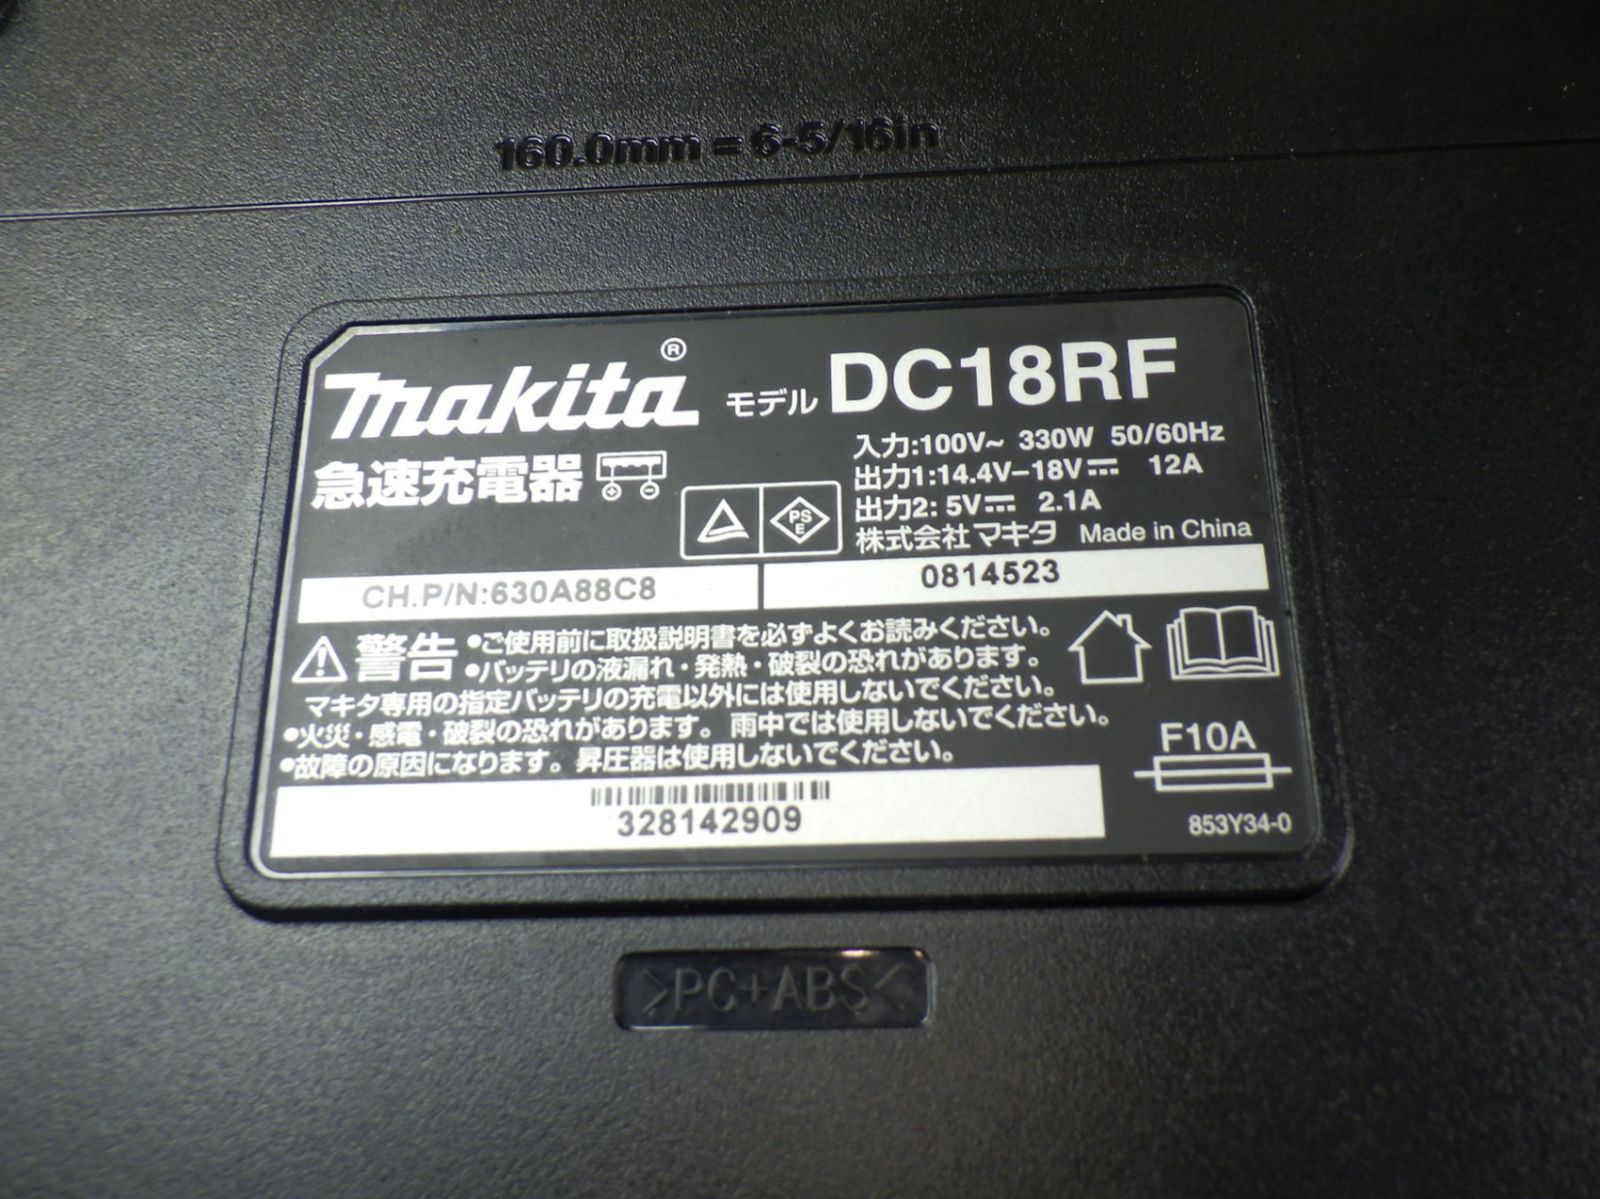 160.0mm = 6-5/16in
makita® モデル DC18RF
急速充電器
入力:100V~ 330W 50/60Hz
出力1:14.4V-18V⎓ 12A
出力2: 5V⎓ 2.1A
PSE
株式会社マキタ Made in China
CH.P/N:630A88C8
0814523
警告 •ご使用前に取扱説明書を必ずよくお読みください。
•バッテリの液漏れ・発熱・破裂の恐れがあります。
マキタ専用の指定バッテリの充電以外には使用しないでください。
•火災・感電・破裂の恐れがあります。雨中では使用しないでください。
•故障の原因になります。昇圧器は使用しないでください。
F10A
328142909
853Y34-0
>PC+ABS<